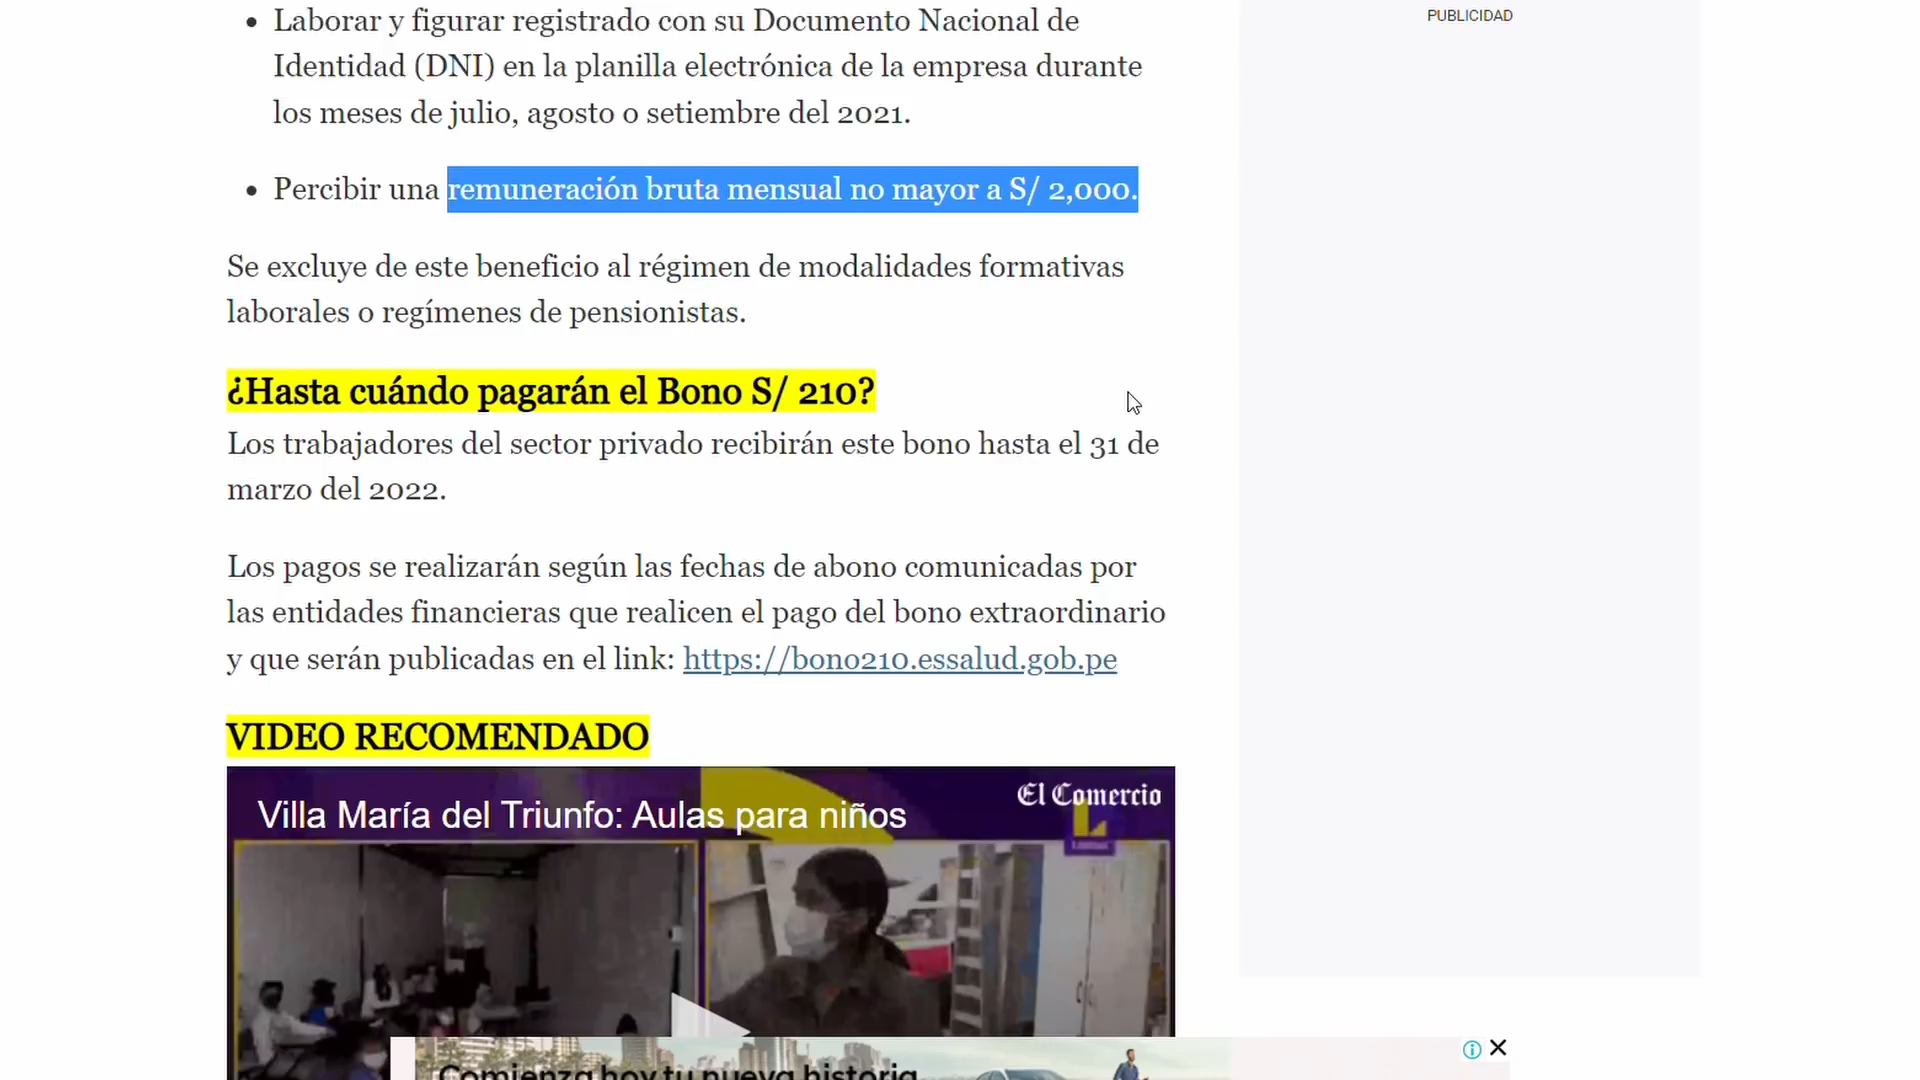 PUBLICIDAD
• Laborar y figurar registrado con su Documento Nacional de
Identidad (DNI) en la planilla electrónica de la empresa durante
los meses de julio, agosto o setiembre del 2021.
• Percibir una remuneración bruta mensual no mayor a S/ 2,000.
Se excluye de este beneficio al régimen de modalidades formativas
laborales o regímenes de pensionistas.
¿Hasta cuándo pagarán el Bono S/ 210?
Los trabajadores del sector privado recibirán este bono hasta el 31 de
marzo del 2022.
Los pagos se realizarán según las fechas de abono comunicadas por
las entidades financieras que realicen el pago del bono extraordinario
y que serán publicadas en el link: https://bono210.essalud.gob.pe
VIDEO RECOMENDADO
El Comercio
Villa María del Triunfo: Aulas para niños
Comienza hoy tu nueva historia